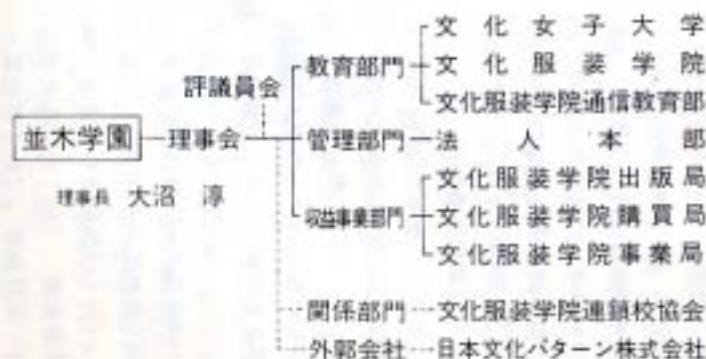 文化女子大学
教育部門 文化服装学院
評議員会
文化服装学院通信教育部
並木学園 理事会 管理部門 法人本部
理事長 大沼 淳
文化服装学院出版局
収益事業部門 文化服装学院購買局
文化服装学院事業局
関係部門 文化服装学院連鎖校協会
外郭会社 日本文化パターン株式会社